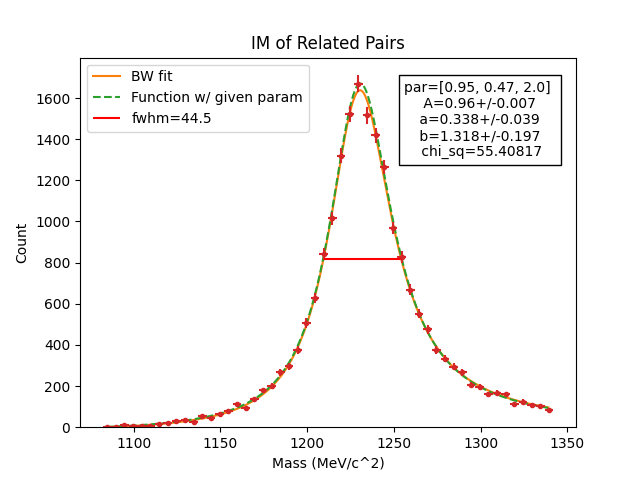 IM of Related Pairs
BW fit
Function w/ given param
fwhm=44.5
par=[0.95, 0.47, 2.0]
A=0.96+/-0.007
a=0.338+/-0.039
b=1.318+/-0.197
chi_sq=55.40817
Count
1600
1400
1200
1000
800
600
400
200
0
1100
1150
1200
1250
1300
1350
Mass (MeV/c^2)